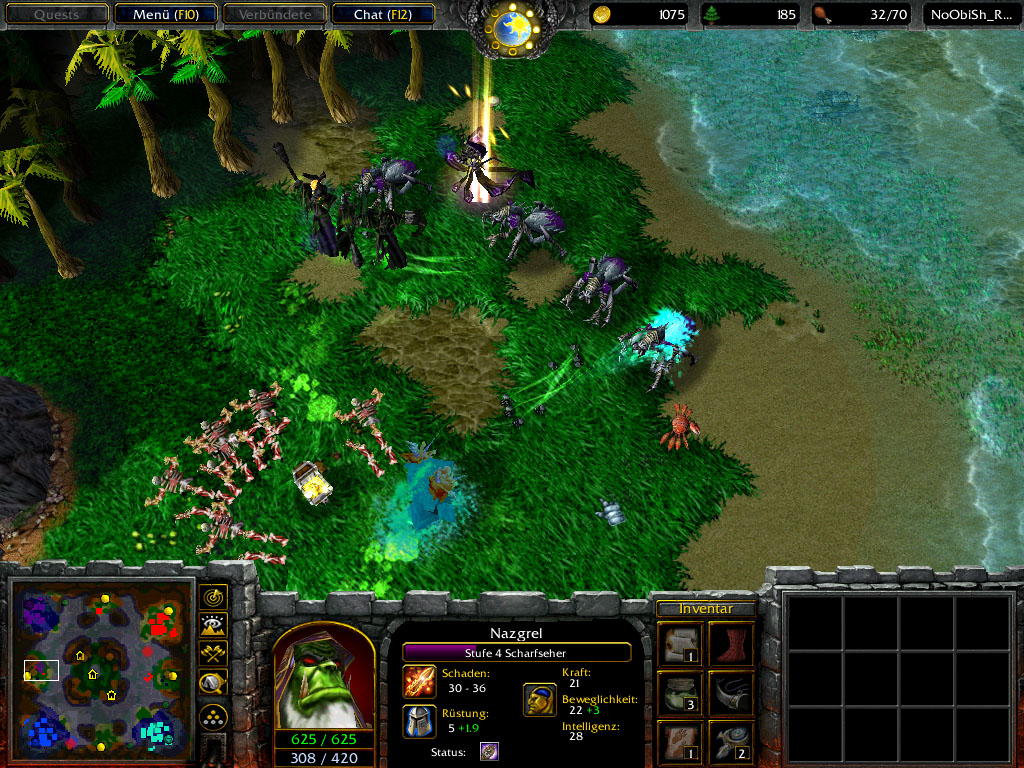 Quests Menü (F10) Verbündete Chat (F12) 1075 185 32/70 NoObiSh_R...
Nazgrel
Inventar
Stufe 4 Scharfseher
Schaden:
30 - 36
Kraft:
21
Beweglichkeit:
22 +3
Rüstung:
5 +1.9
Intelligenz:
28
Status:
625 / 625
308 / 420
1
3
1
2